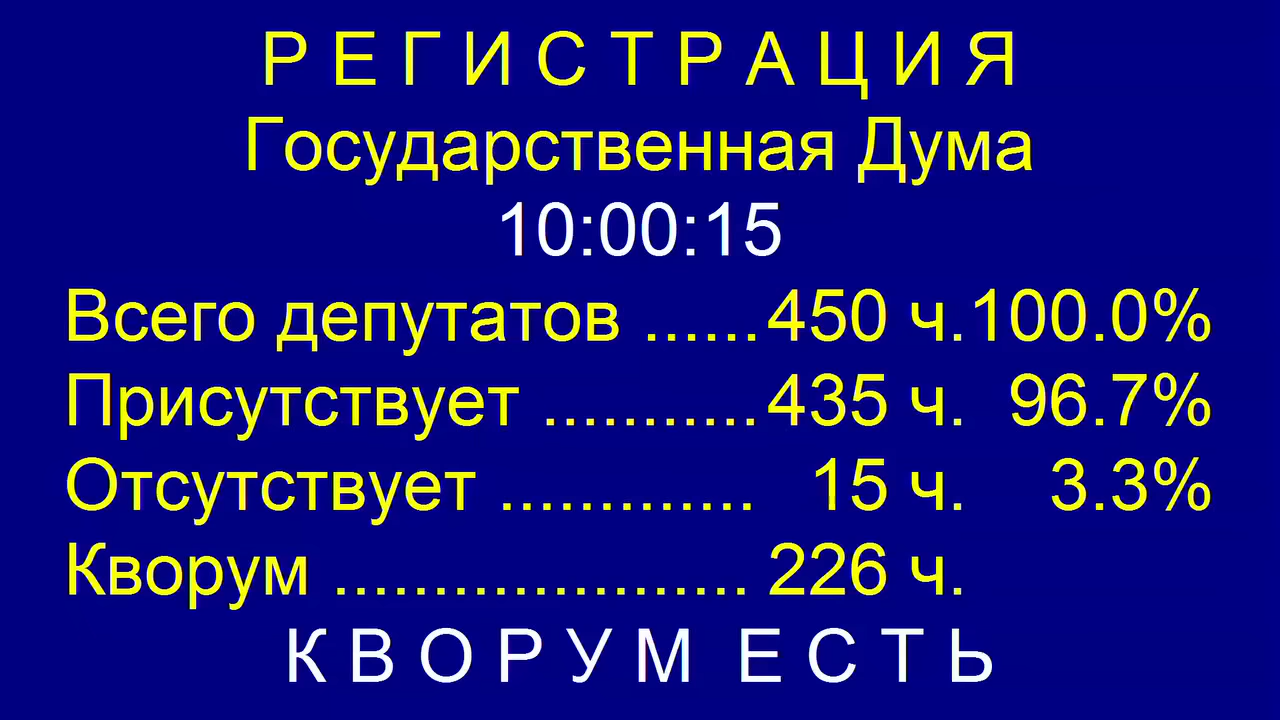 Р Е Г И С Т Р А Ц И Я
Государственная Дума
10:00:15
Всего депутатов ......450 ч.100.0%
Присутствует ...........435 ч. 96.7%
Отсутствует ............. 15 ч. 3.3%
Кворум ..................... 226 ч.
К В О Р У М Е С Т Ь